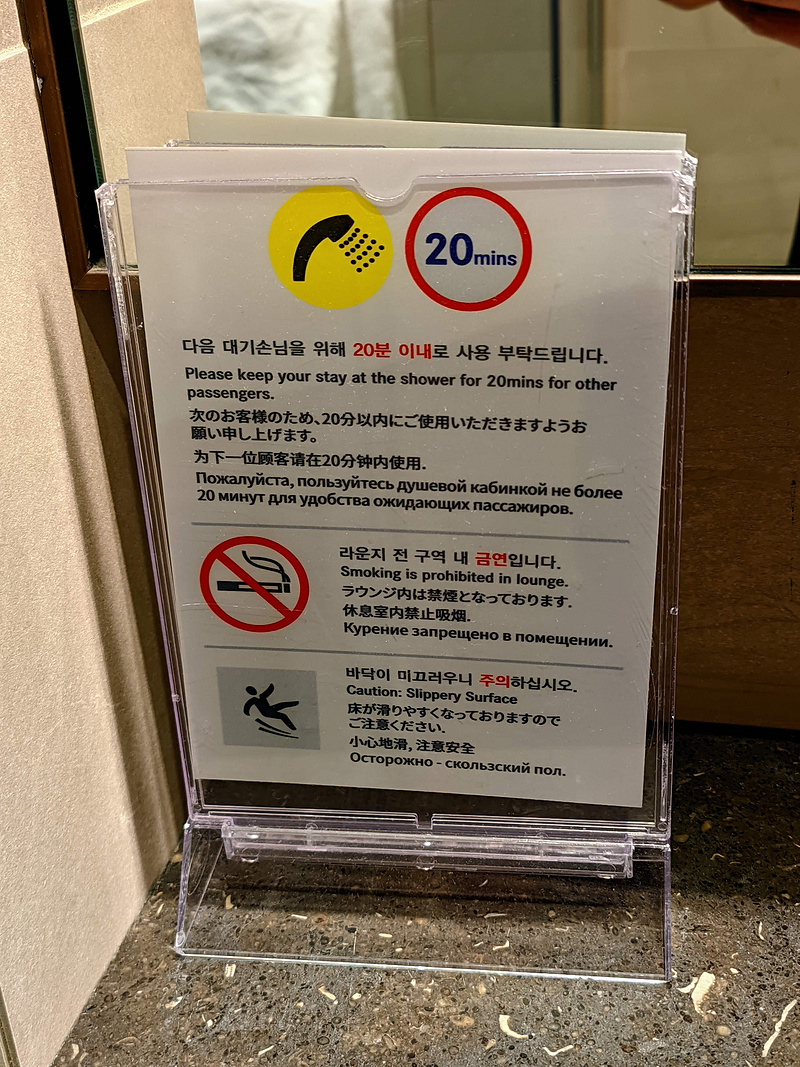 20mins
다음 대기손님을 위해 20분 이내로 사용 부탁드립니다.
Please keep your stay at the shower for 20mins for other
passengers.
次のお客様のため、20分以内にご使用いただきますようお
願い申し上げます。
为下一位顾客请在20分钟内使用.
Пожалуйста, пользуйтесь душевой кабинкой не более
20 минут для удобства ожидающих пассажиров.
라운지 전 구역 내 금연입니다.
Smoking is prohibited in lounge.
ラウンジ内は禁煙となっております.
休息室内禁止吸烟.
Курение запрещено в помещении.
바닥이 미끄러우니 주의하십시오.
Caution: Slippery Surface
床が滑りやすくなっておりますので
ご注意ください.
小心地滑, 注意安全
Осторожно - скользский пол.